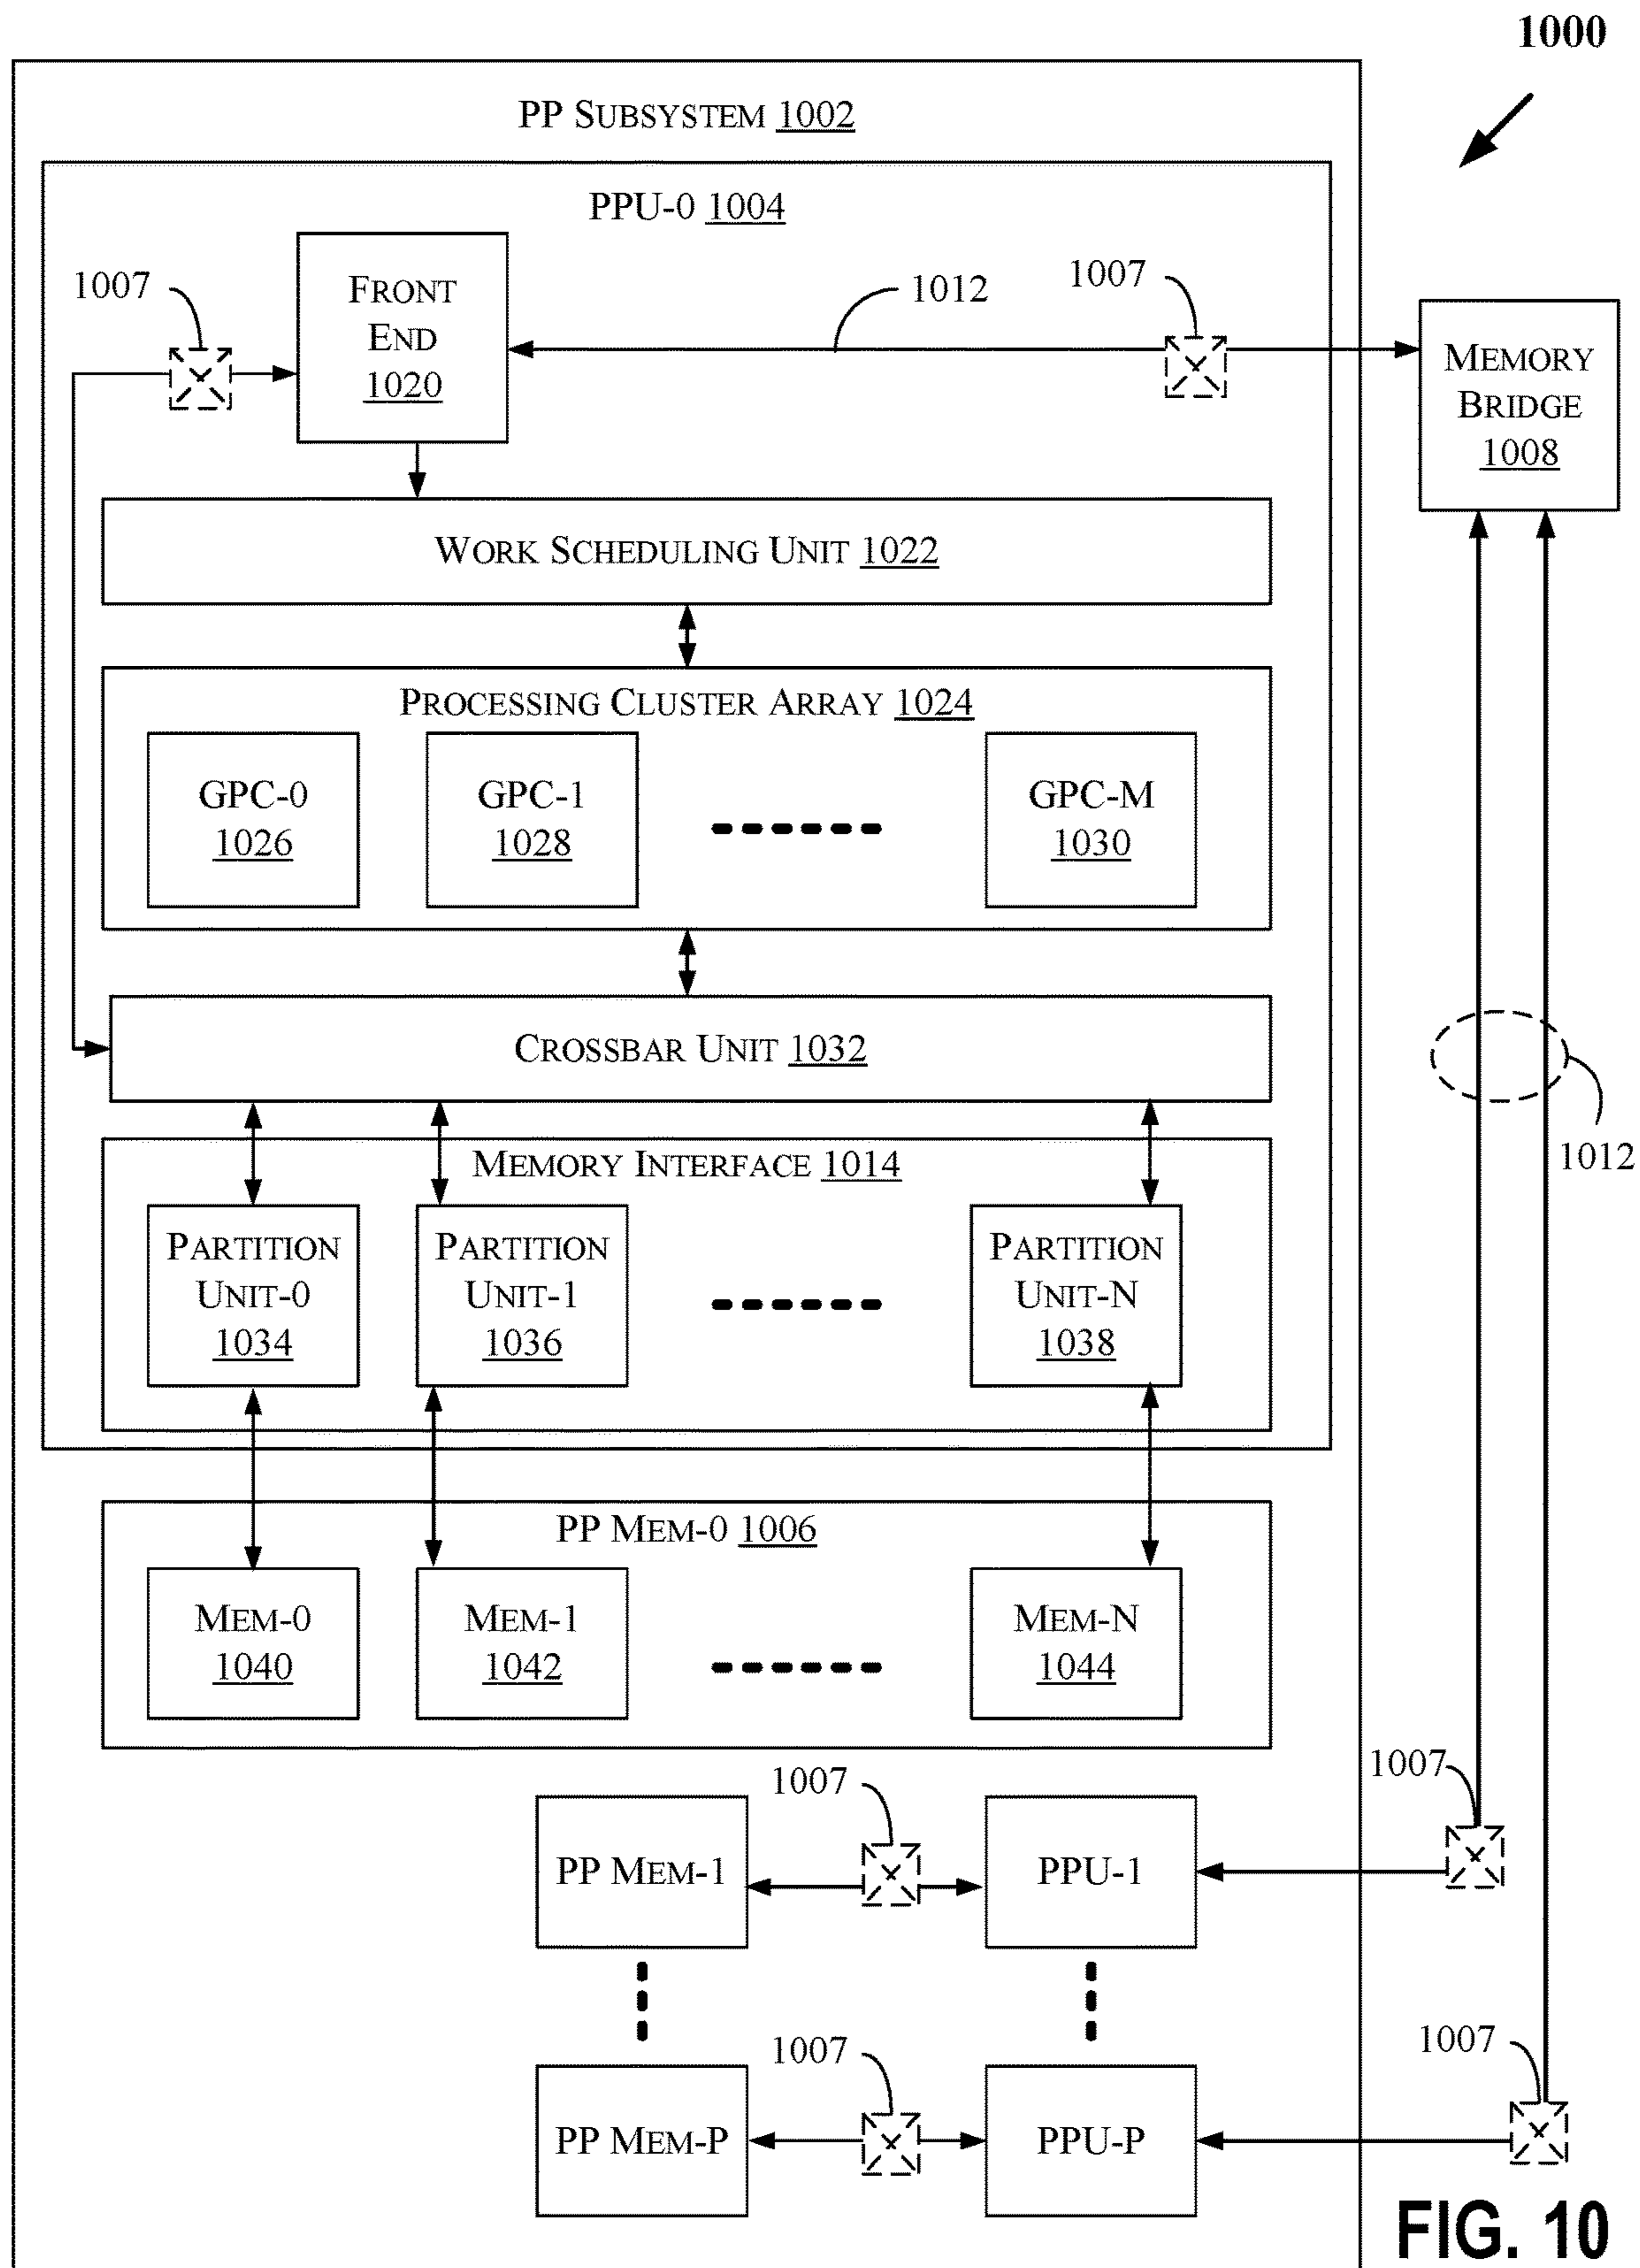 1000
PP SUBSYSTEM 1002
PPU-0 1004
1007
FRONT
END
1020
1012
1007
MEMORY
BRIDGE
1008
WORK SCHEDULING UNIT 1022
PROCESSING CLUSTER ARRAY 1024
GPC-0
1026
GPC-1
1028
GPC-M
1030
CROSSBAR UNIT 1032
1012
MEMORY INTERFACE 1014
PARTITION
UNIT-0
1034
PARTITION
UNIT-1
1036
PARTITION
UNIT-N
1038
PP MEM-0 1006
MEM-0
1040
MEM-1
1042
MEM-N
1044
1007
1007
PP MEM-1
PPU-1
1007
1007
PP MEM-P
PPU-P
FIG. 10